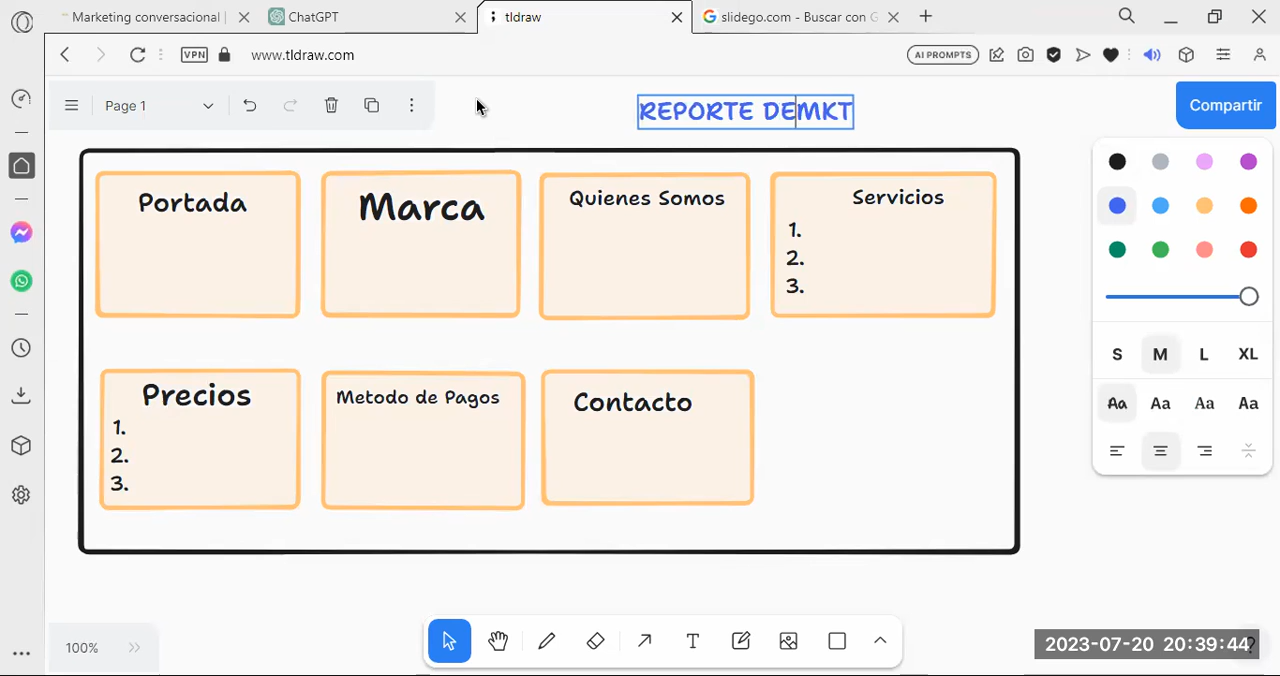 Marketing conversacional |
ChatGPT
tldraw
slidego.com - Buscar con G
VPN
www.tldraw.com
AI PROMPTS
Page 1
REPORTE DEMKT
Compartir
Portada
Marca
Quienes Somos
Servicios
1.
2.
3.
Precios
1.
2.
3.
Metodo de Pagos
Contacto
S M L XL
Aa Aa Aa Aa
100%
T
2023-07-20 20:39:44